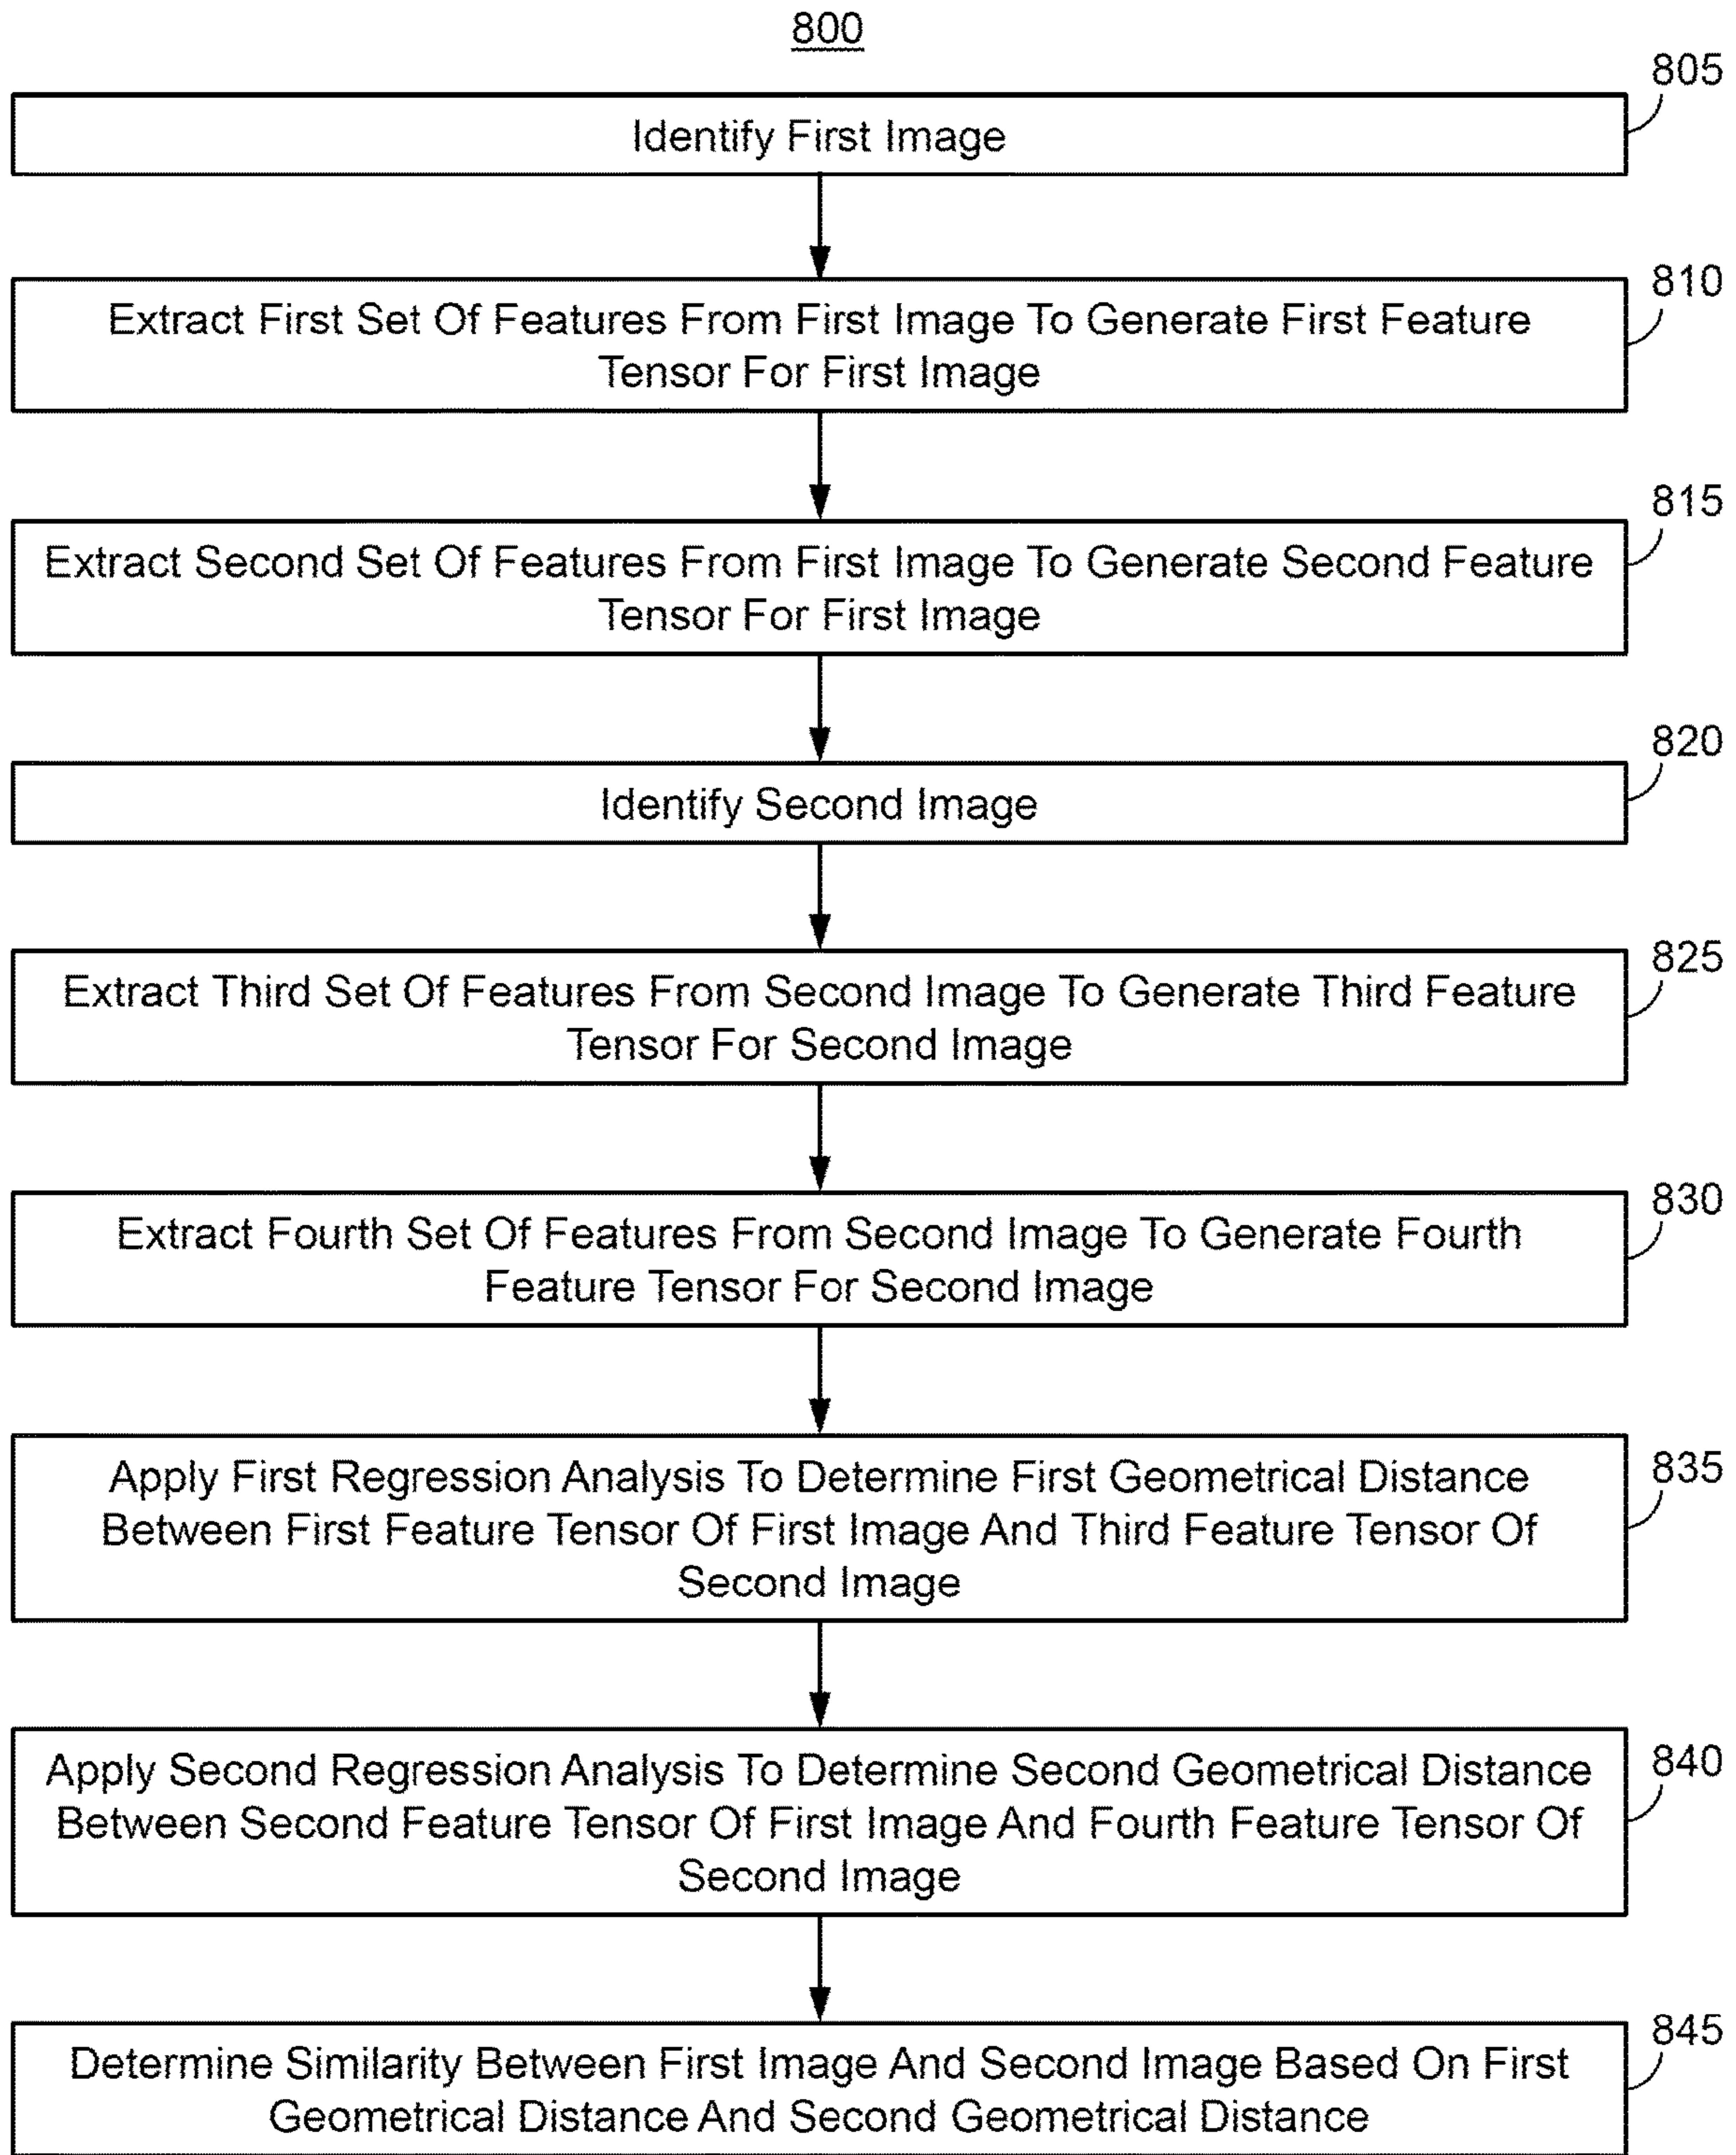 800
805
Identify First Image
810
Extract First Set Of Features From First Image To Generate First Feature
Tensor For First Image
815
Extract Second Set Of Features From First Image To Generate Second Feature
Tensor For First Image
820
Identify Second Image
825
Extract Third Set Of Features From Second Image To Generate Third Feature
Tensor For Second Image
830
Extract Fourth Set Of Features From Second Image To Generate Fourth
Feature Tensor For Second Image
835
Apply First Regression Analysis To Determine First Geometrical Distance
Between First Feature Tensor Of First Image And Third Feature Tensor Of
Second Image
840
Apply Second Regression Analysis To Determine Second Geometrical Distance
Between Second Feature Tensor Of First Image And Fourth Feature Tensor Of
Second Image
845
Determine Similarity Between First Image And Second Image Based On First
Geometrical Distance And Second Geometrical Distance